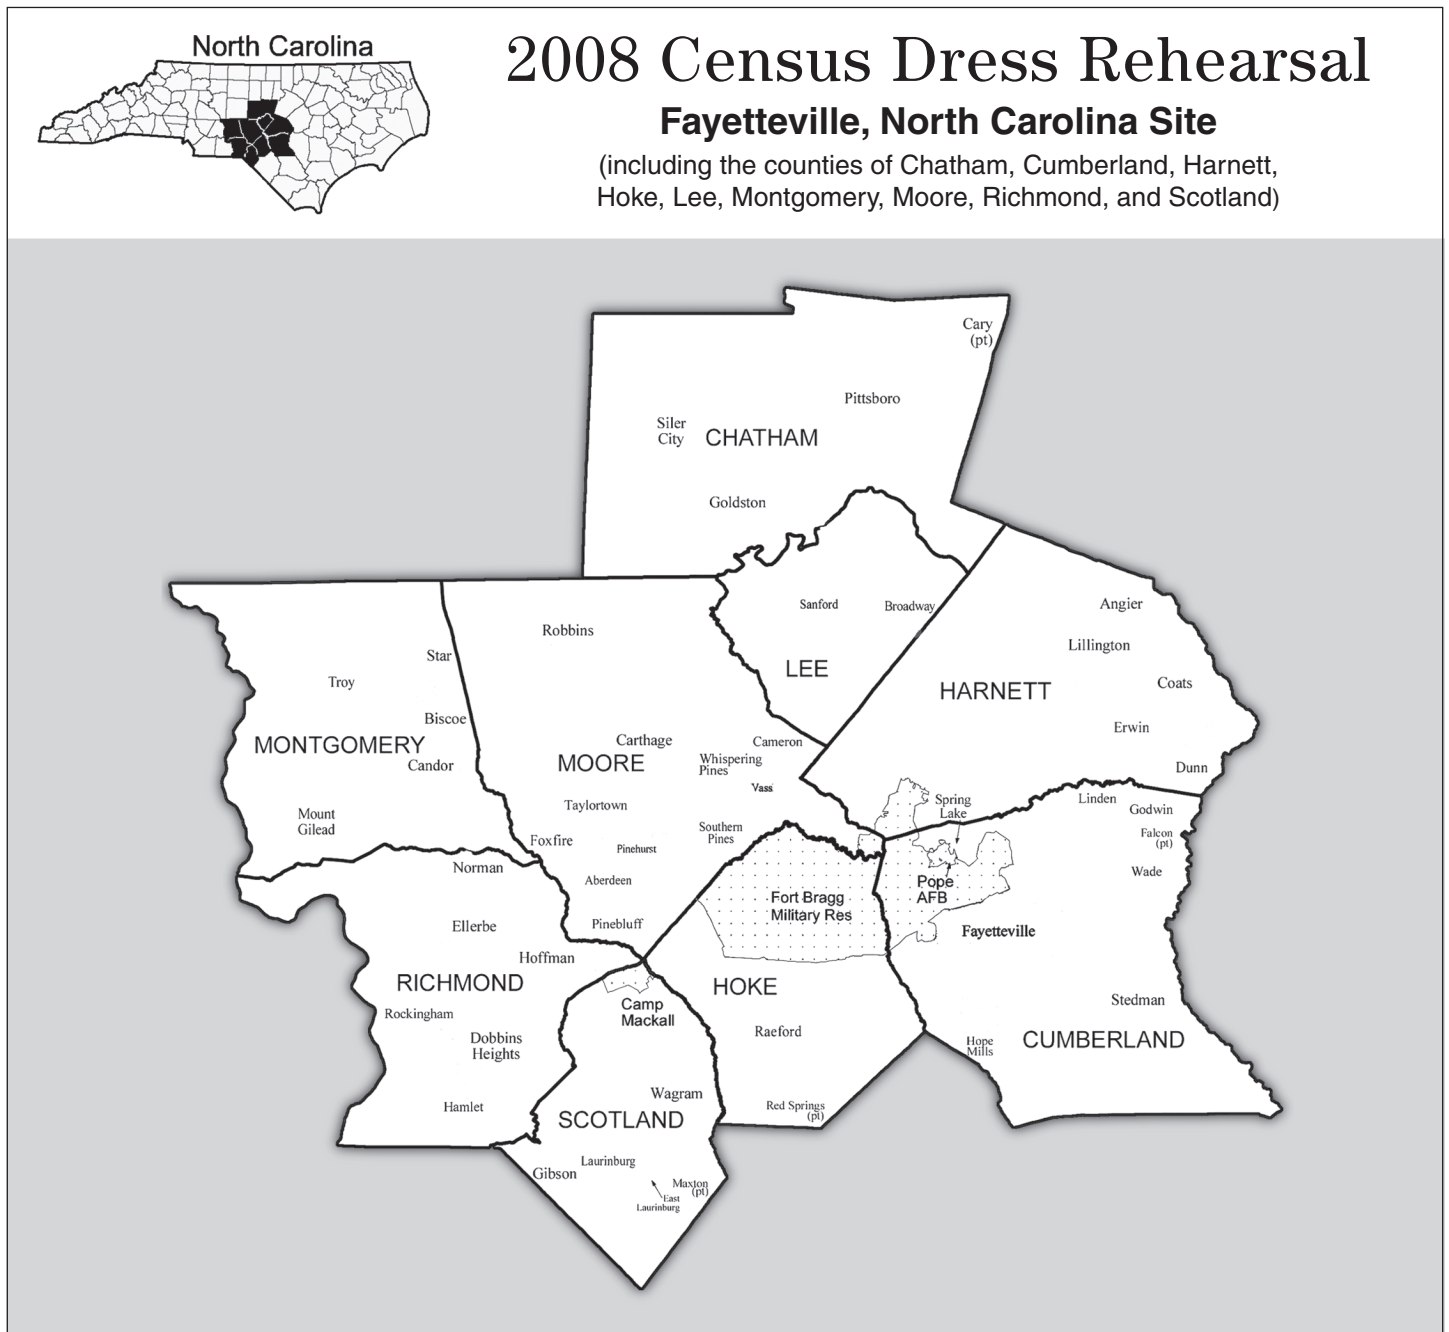 North Carolina
2008 Census Dress Rehearsal
Fayetteville, North Carolina Site
(including the counties of Chatham, Cumberland, Harnett,
Hoke, Lee, Montgomery, Moore, Richmond, and Scotland)
Cary
(pt)
Pittsboro
Siler
City
CHATHAM
Goldston
Sanford
Broadway
LEE
Angier
Lillington
HARNETT
Coats
Erwin
Dunn
Robbins
Star
Troy
Biscoe
MONTGOMERY
Candor
Mount
Gilead
Carthage
MOORE
Cameron
Whispering
Pines
Vass
Taylortown
Foxfire
Pinehurst
Southern
Pines
Aberdeen
Pinebluff
Spring
Lake
Linden
Godwin
Falcon
(pt)
Wade
Pope
AFB
Fort Bragg
Military Res
Fayetteville
Stedman
Hope
Mills
CUMBERLAND
Norman
Ellerbe
Hoffman
RICHMOND
Rockingham
Dobbins
Heights
Hamlet
HOKE
Raeford
Red Springs
(pt)
Camp
Mackall
Wagram
SCOTLAND
Gibson
Laurinburg
Maxton
(pt)
East
Laurinburg